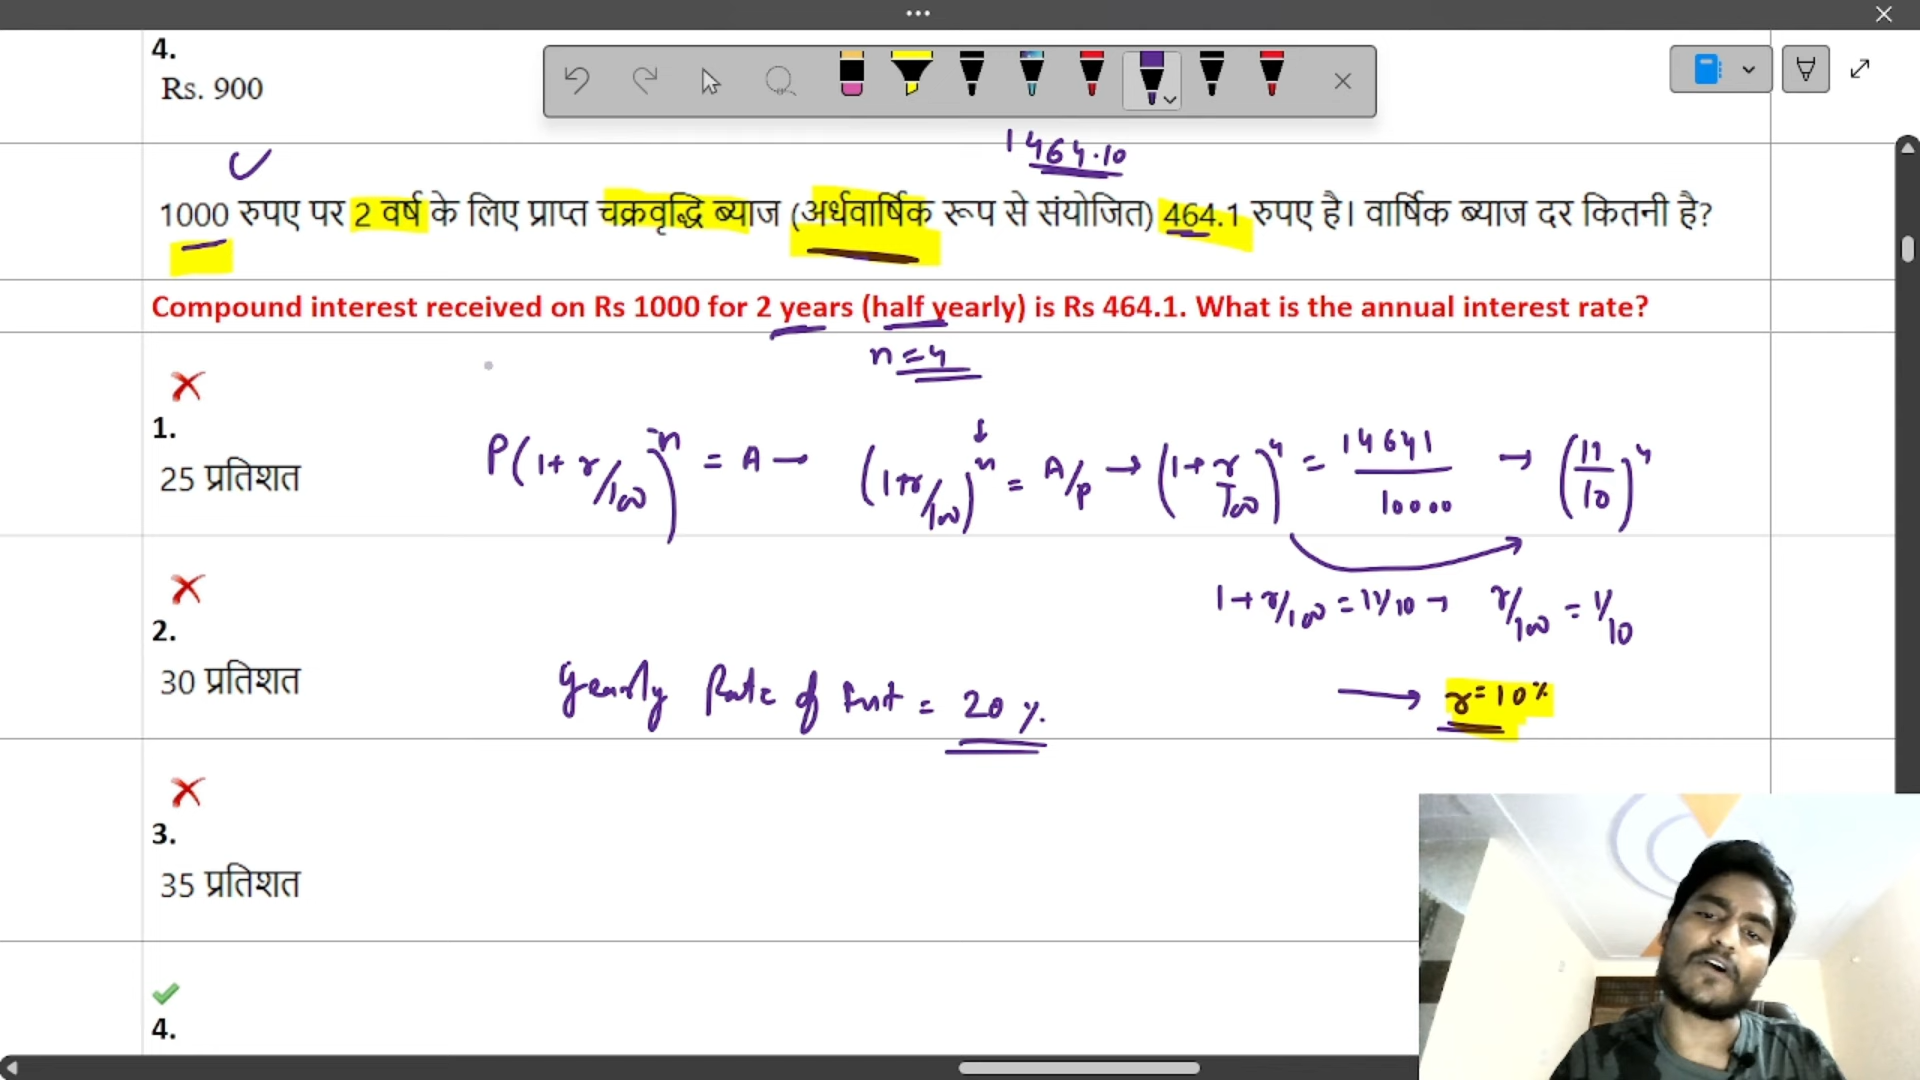 4.
Rs. 900
1464.10
1000 रुपए पर 2 वर्ष के लिए प्राप्त चक्रवृद्धि ब्याज (अर्धवार्षिक रूप से संयोजित) 464.1 रुपए है। वार्षिक ब्याज दर कितनी है?
Compound interest received on Rs 1000 for 2 years (half yearly) is Rs 464.1. What is the annual interest rate?
n = 4
1.
25 प्रतिशत
P(1+r/100)^n = A → (1+r/100)^n = A/P → (1+r/100)^4 = 14641/10000 → (11/10)^4
1+r/100 = 11/10 → r/100 = 1/10
2.
30 प्रतिशत
Yearly Rate of Int = 20 %.
→ r = 10%
3.
35 प्रतिशत
4.